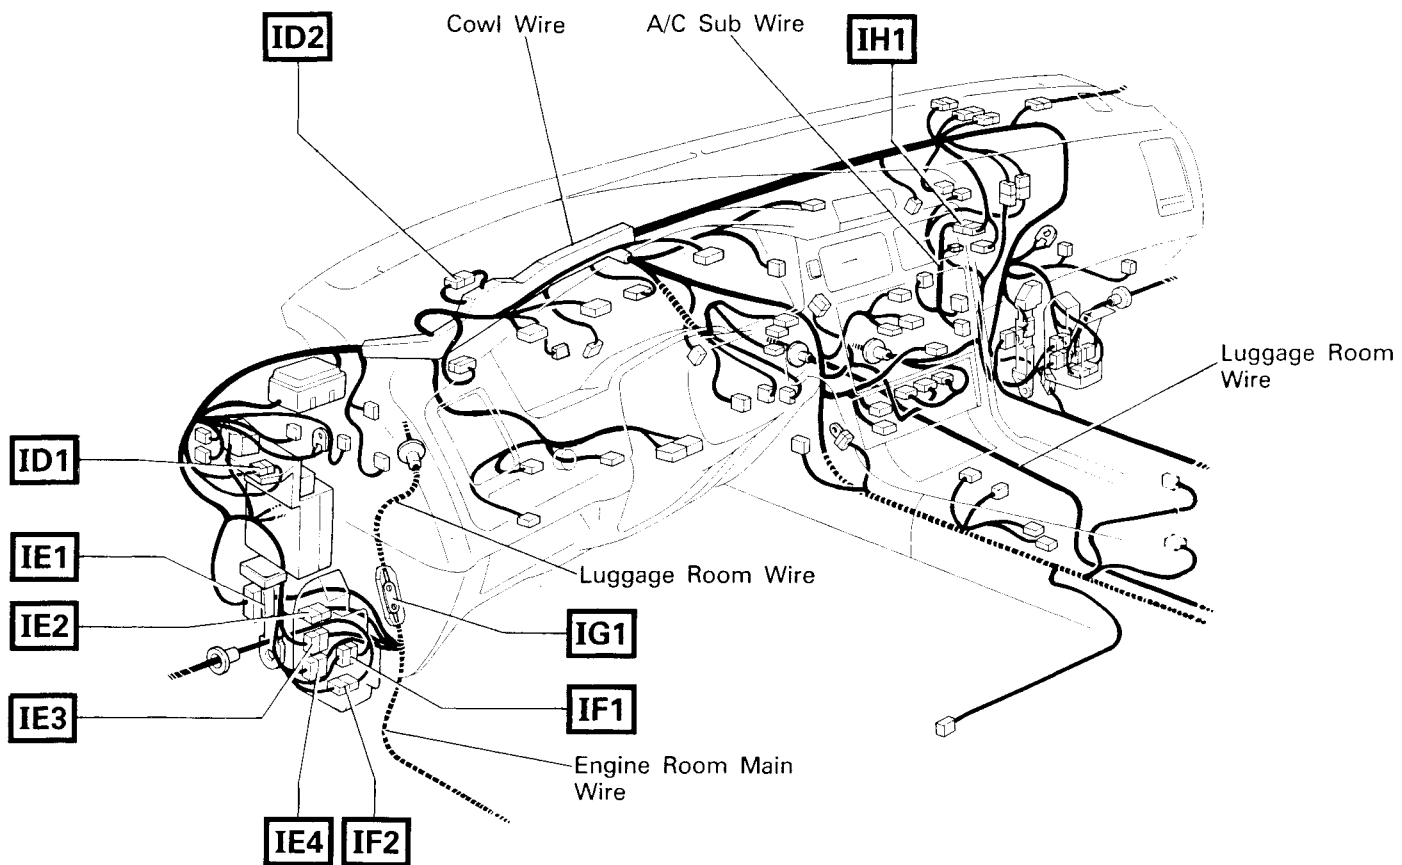 ID2
Cowl Wire
A/C Sub Wire
IH1
Luggage Room
Wire
ID1
IE1
Luggage Room Wire
IE2
IG1
IE3
IF1
Engine Room Main
Wire
IE4
IF2